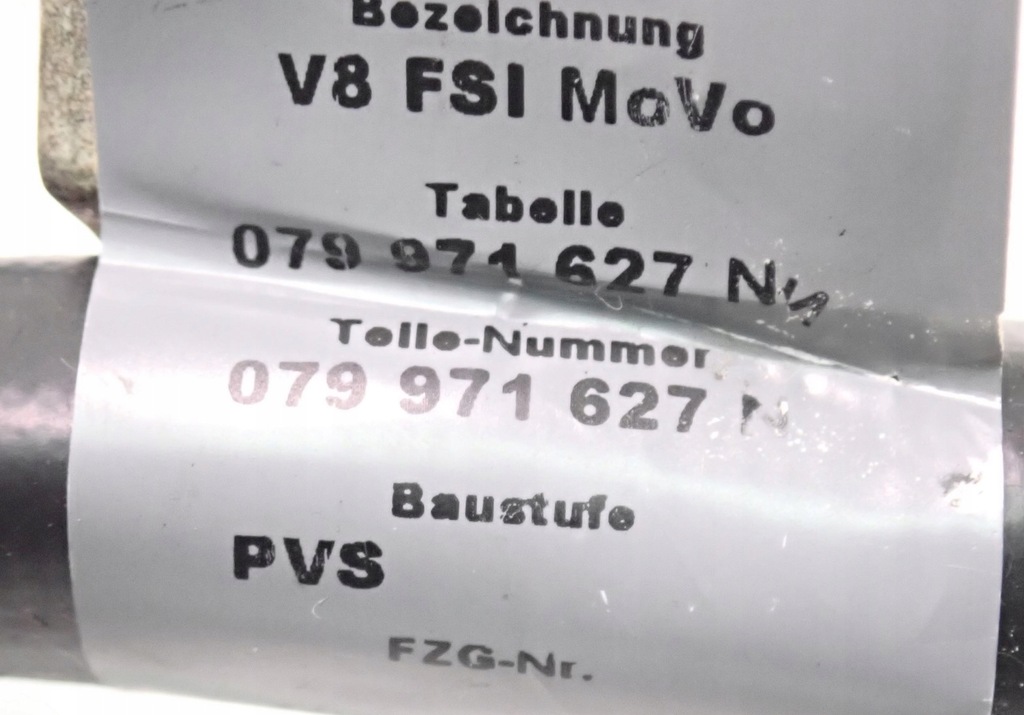 Bezeichnung
V8 FSI MoVo
Tabelle
079 971 627 N
Teile-Nummer
079 971 627 N
Baustufe
PVS
FZG-Nr.